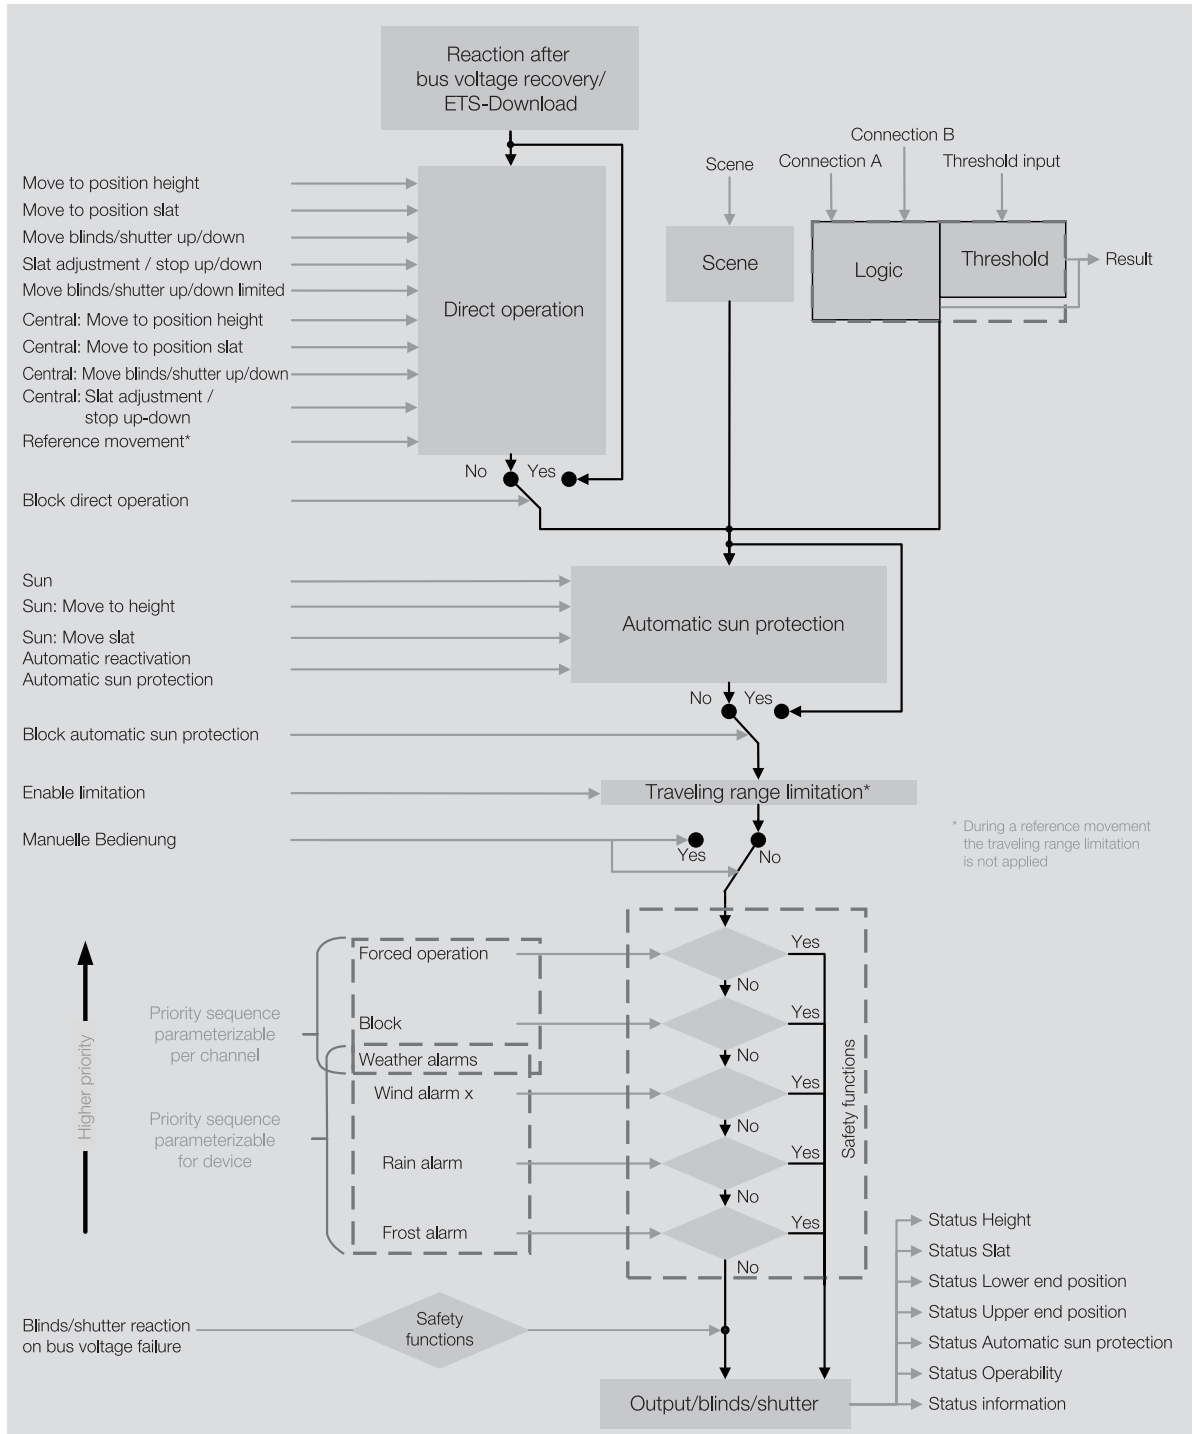 Reaction after
bus voltage recovery/
ETS-Download
Connection B
Scene
Connection A
Threshold input
Move to position height
Move to position slat
Move blinds/shutter up/down
Slat adjustment / stop up/down
Move blinds/shutter up/down limited
Central: Move to position height
Central: Move to position slat
Central: Move blinds/shutter up/down
Central: Slat adjustment /
stop up-down
Reference movement*
Direct operation
Scene
Logic
Threshold
Result
No
Yes
Block direct operation
Sun
Sun: Move to height
Sun: Move slat
Automatic reactivation
Automatic sun protection
Automatic sun protection
No
Yes
Block automatic sun protection
Enable limitation
Traveling range limitation*
Manuelle Bedienung
Yes
No
* During a reference movement
the traveling range limitation
is not applied
Higher priority
Priority sequence
parameterizable
per channel
Priority sequence
parameterizable
for device
Forced operation
Yes
No
Block
Yes
No
Weather alarms
Wind alarm x
Yes
No
Rain alarm
Yes
No
Frost alarm
Yes
No
Safety functions
Blinds/shutter reaction
on bus voltage failure
Safety
functions
Output/blinds/shutter
Status Height
Status Slat
Status Lower end position
Status Upper end position
Status Automatic sun protection
Status Operability
Status information